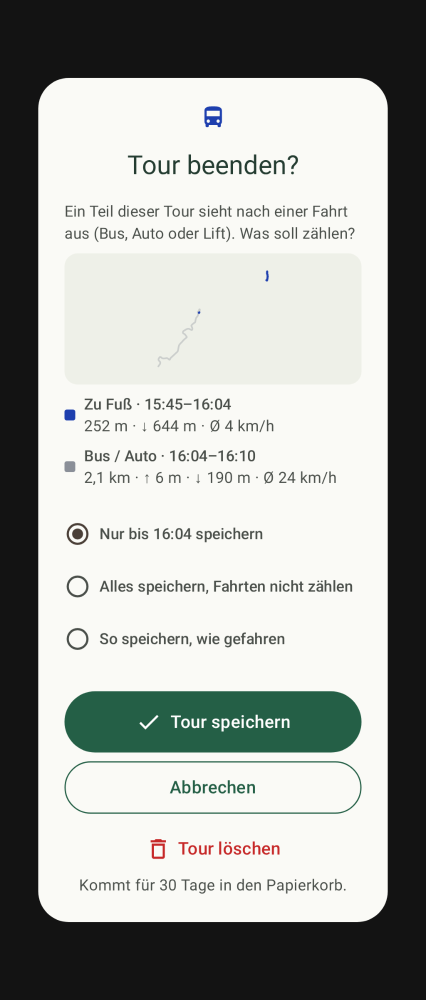 Tour beenden?
Ein Teil dieser Tour sieht nach einer Fahrt
aus (Bus, Auto oder Lift). Was soll zählen?
Zu Fuß · 15:45–16:04
252 m · ↓ 644 m · Ø 4 km/h
Bus / Auto · 16:04–16:10
2,1 km · ↑ 6 m · ↓ 190 m · Ø 24 km/h
Nur bis 16:04 speichern
Alles speichern, Fahrten nicht zählen
So speichern, wie gefahren
Tour speichern
Abbrechen
Tour löschen
Kommt für 30 Tage in den Papierkorb.